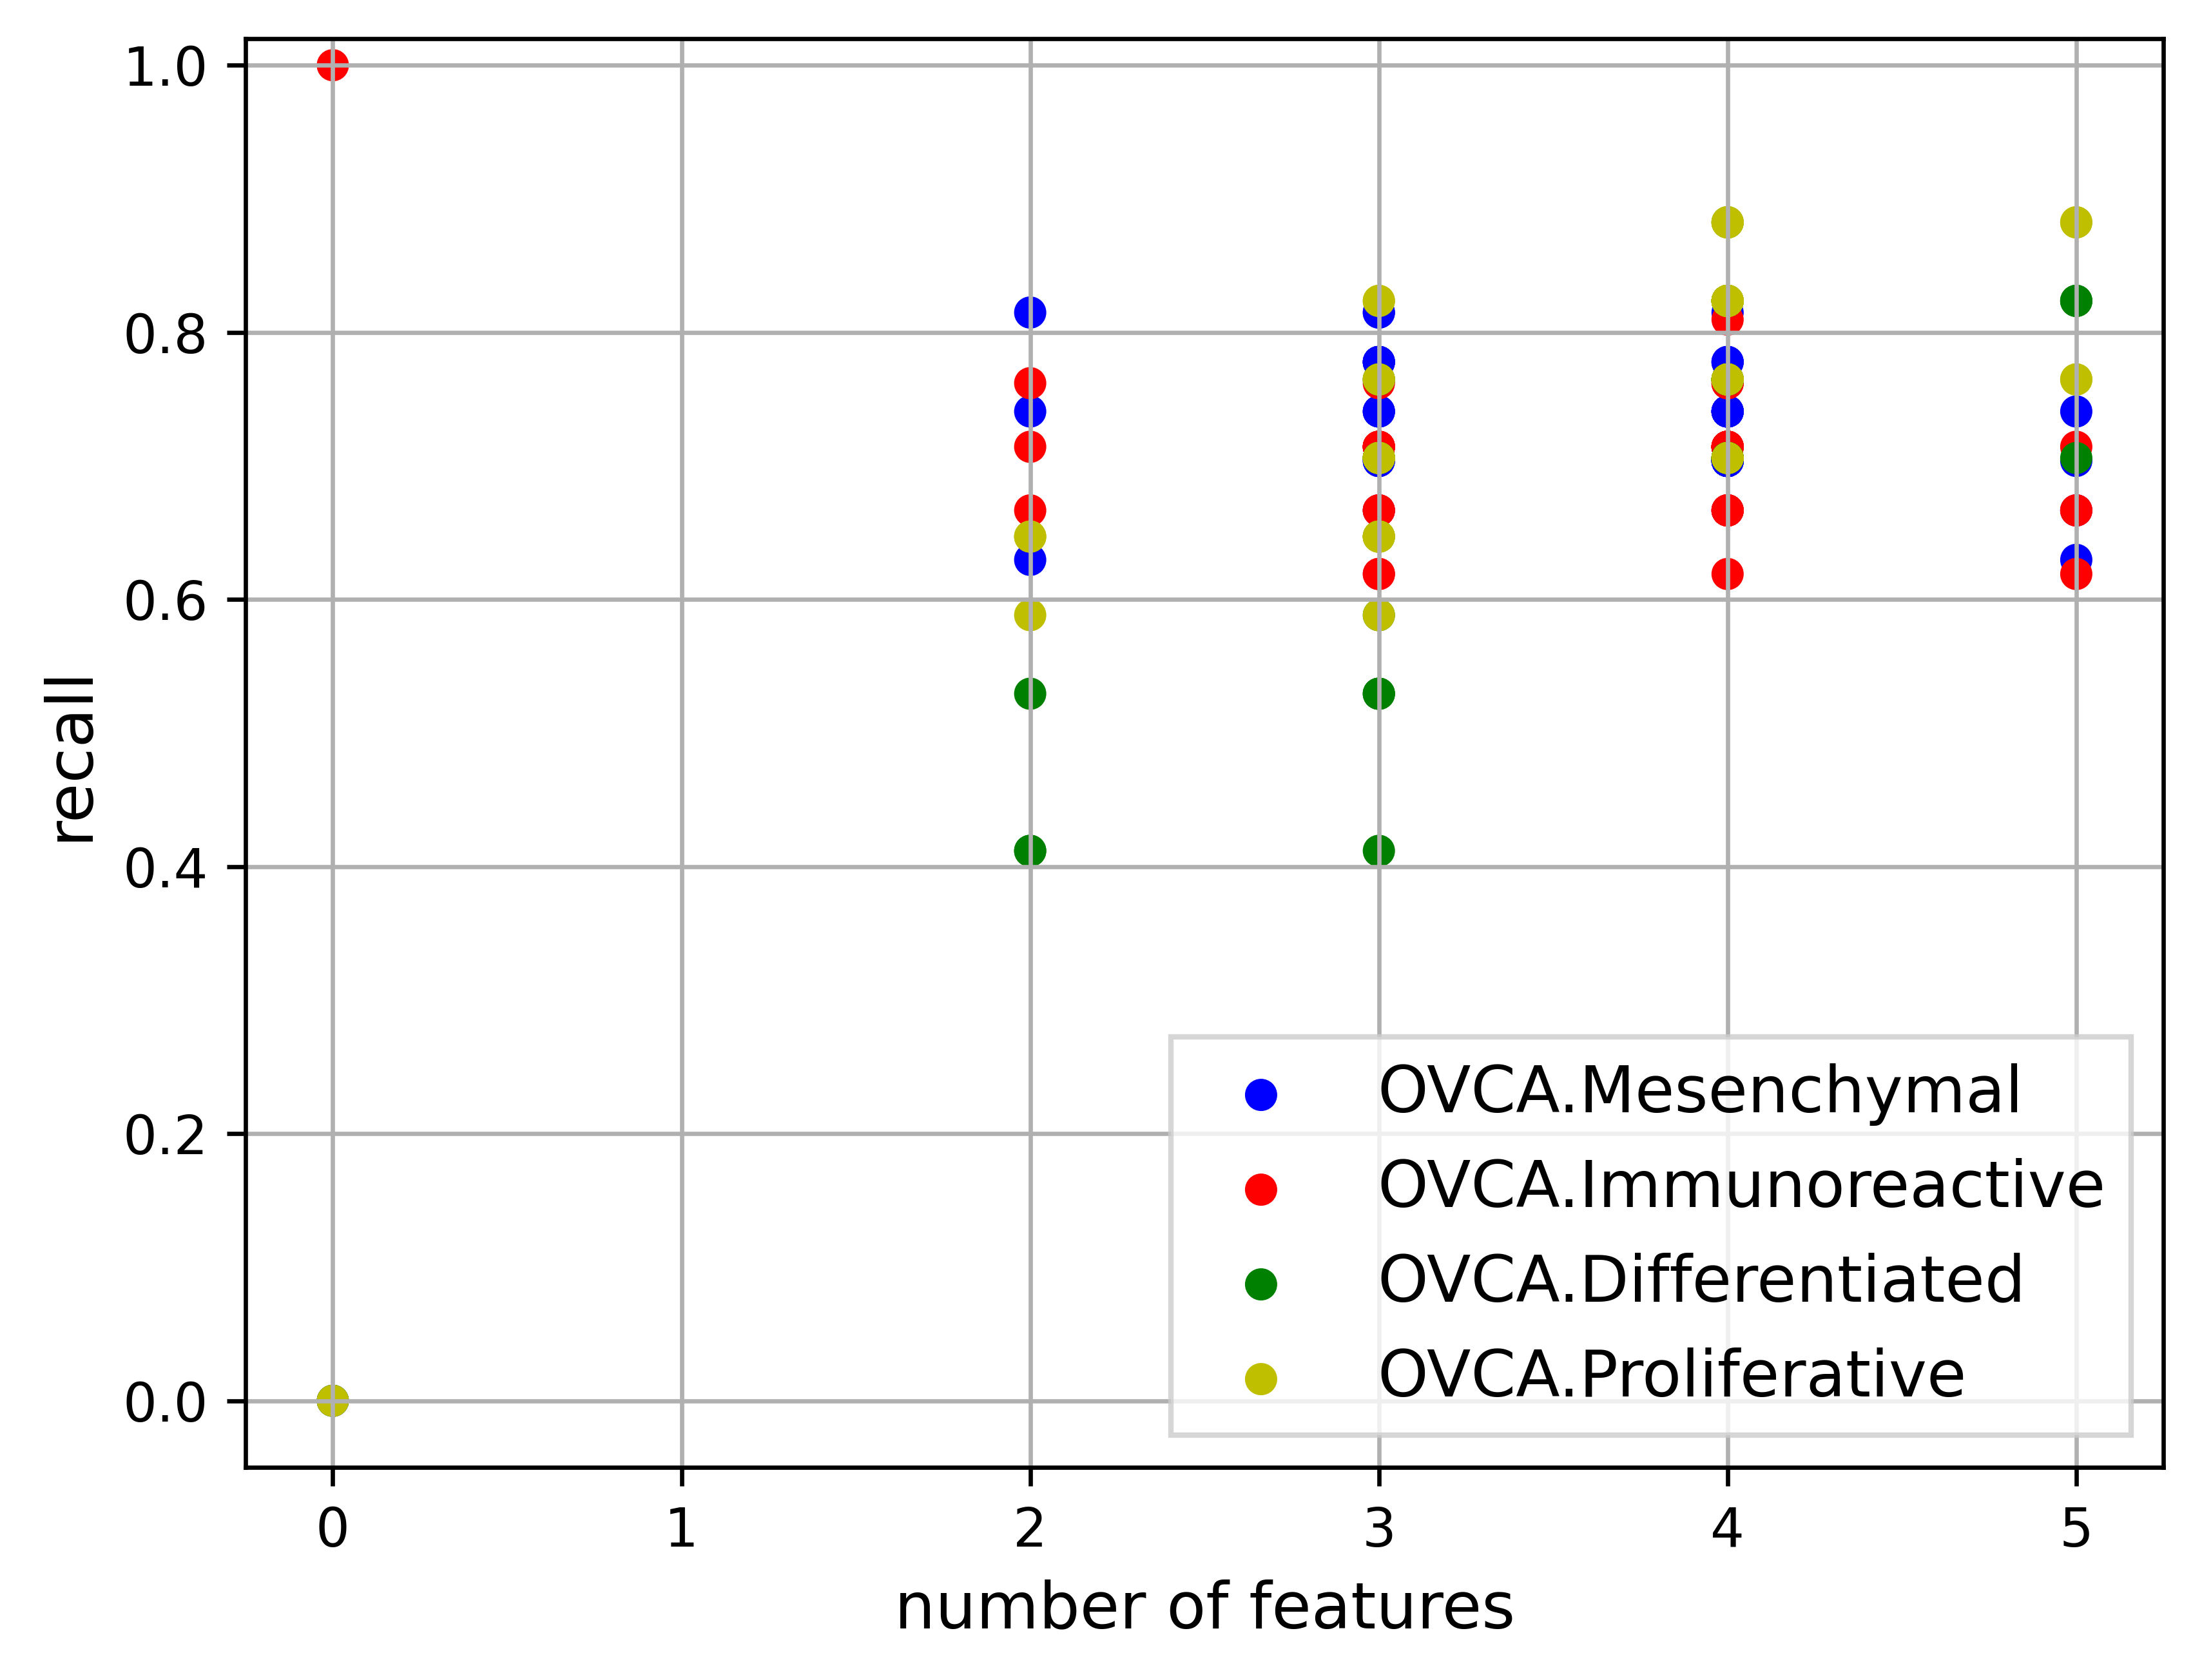 1.0
0.8
0.6
0.4
0.2
0.0
recall
OVCA.Mesenchymal
OVCA.Immunoreactive
OVCA.Differentiated
OVCA.Proliferative
0 1 2 3 4 5
number of features